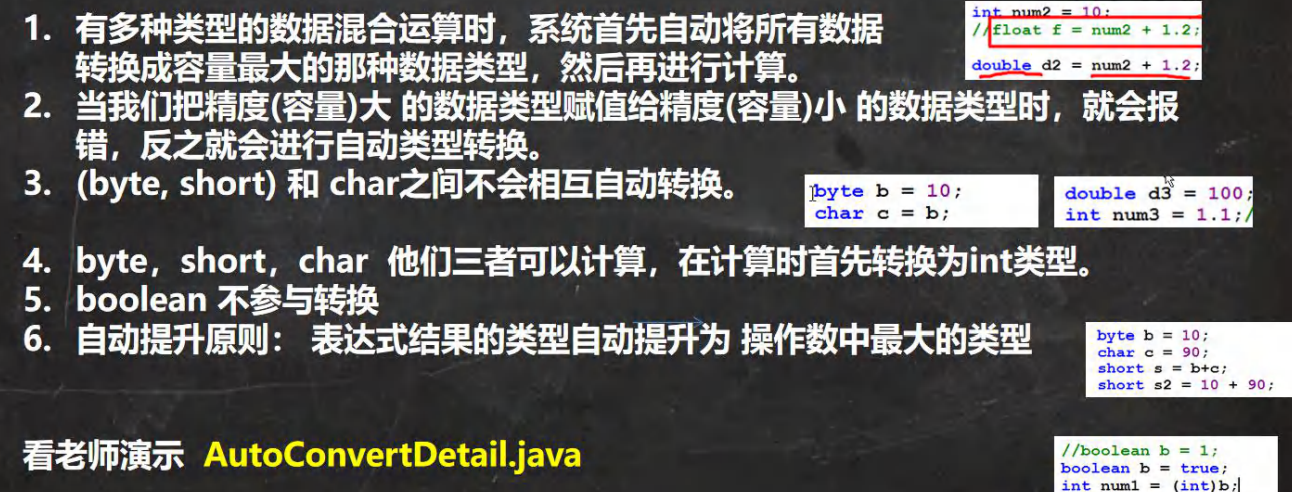 1. 有多种类型的数据混合运算时，系统首先自动将所有数据
转换成容量最大的那种数据类型，然后再进行计算。
int num2 = 10;
//float f = num2 + 1.2;
double d2 = num2 + 1.2;
2. 当我们把精度(容量)大 的数据类型赋值给精度(容量)小 的数据类型时，就会报
错，反之就会进行自动类型转换。
3. (byte, short) 和 char之间不会相互自动转换。
byte b = 10;
char c = b;
double d3 = 100;
int num3 = 1.1;/
4. byte，short，char 他们三者可以计算，在计算时首先转换为int类型。
5. boolean 不参与转换
6. 自动提升原则： 表达式结果的类型自动提升为 操作数中最大的类型
byte b = 10;
char c = 90;
short s = b+c;
short s2 = 10 + 90;
看老师演示 AutoConvertDetail.java
//boolean b = 1;
boolean b = true;
int num1 = (int)b;